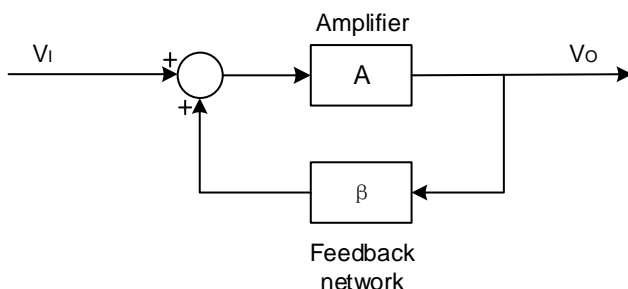 Amplifier
VI
+
A
VO
+
β
Feedback
network